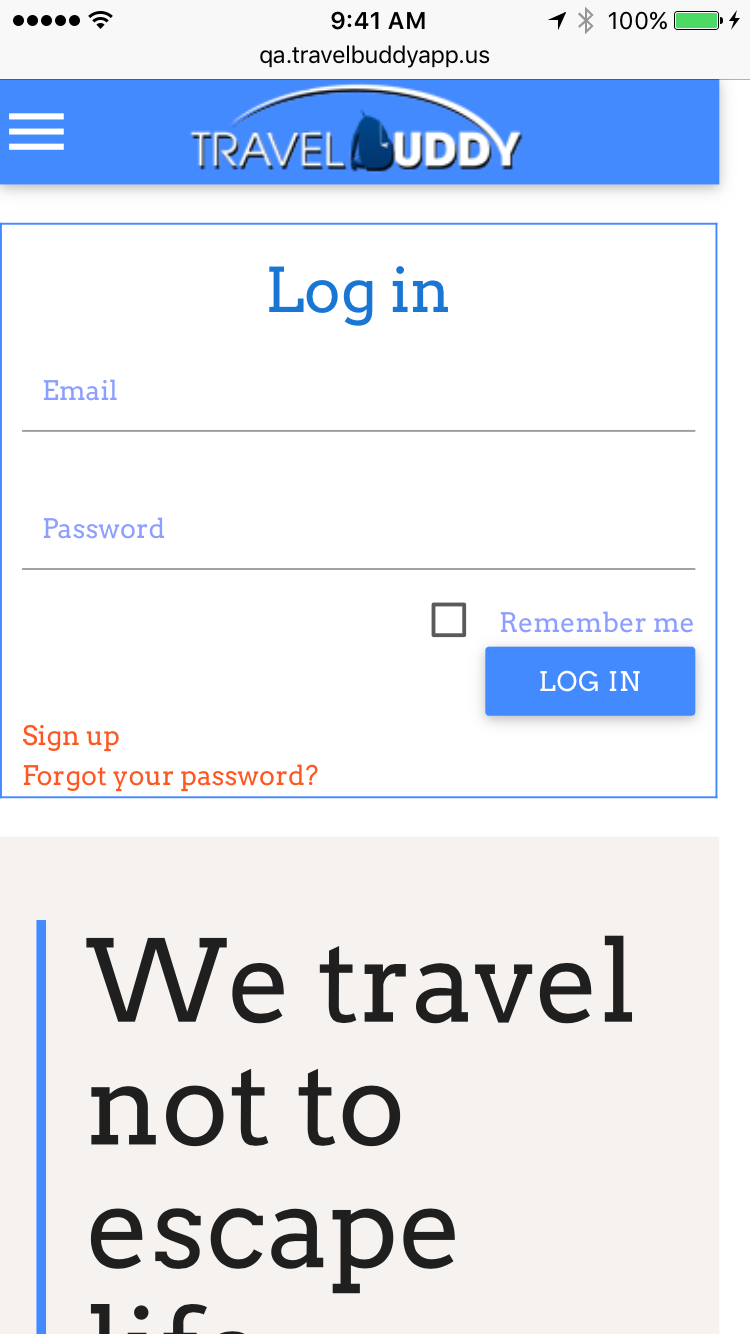 9:41 AM 100%
qa.travelbuddyapp.us
TRAVEL BUDDY
Log in
Email
Password
Remember me
LOG IN
Sign up
Forgot your password?
We travel
not to
escape
life